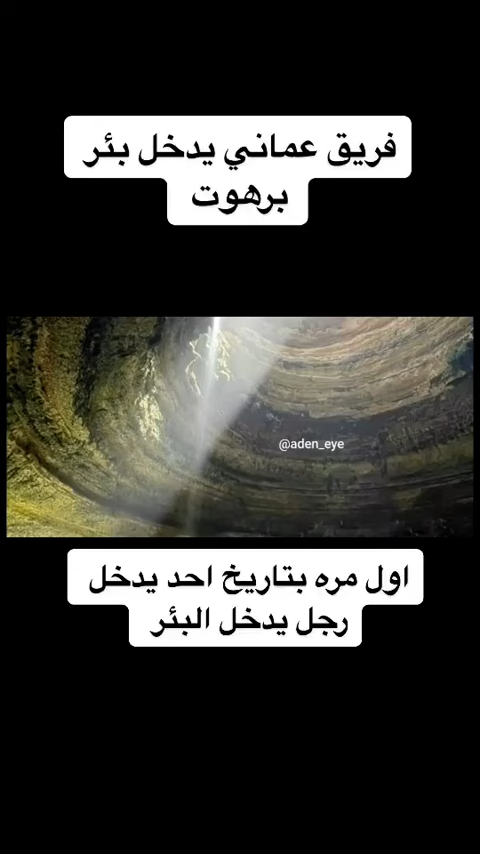 فريق عماني يدخل بئر
برهوت
@aden_eye
اول مره بتاريخ احد يدخل
رجل يدخل البئر